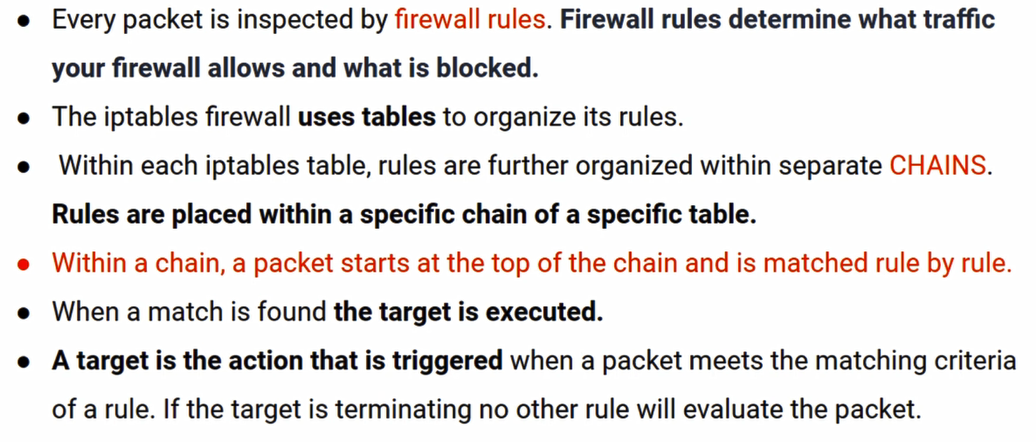 ● Every packet is inspected by firewall rules. Firewall rules determine what traffic
your firewall allows and what is blocked.
● The iptables firewall uses tables to organize its rules.
● Within each iptables table, rules are further organized within separate CHAINS.
Rules are placed within a specific chain of a specific table.
● Within a chain, a packet starts at the top of the chain and is matched rule by rule.
● When a match is found the target is executed.
● A target is the action that is triggered when a packet meets the matching criteria
of a rule. If the target is terminating no other rule will evaluate the packet.